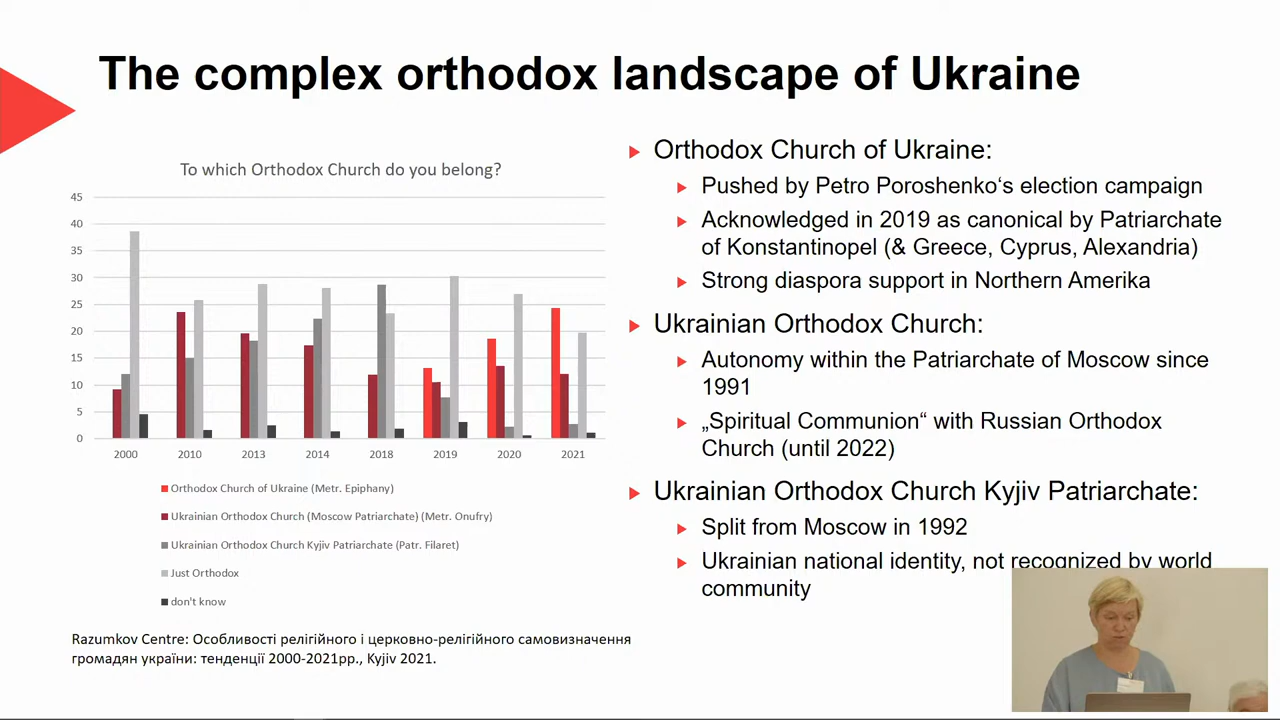 The complex orthodox landscape of Ukraine
To which Orthodox Church do you belong?
45
40
35
30
25
20
15
10
5
0
2000 2010 2013 2014 2018 2019 2020 2021
Orthodox Church of Ukraine (Metr. Epiphany)
Ukrainian Orthodox Church (Moscow Patriarchate) (Metr. Onufry)
Ukrainian Orthodox Church Kyjiv Patriarchate (Patr. Filaret)
Just Orthodox
don't know
Razumkov Centre: Особливості релігійного і церковно-релігійного самовизначення
громадян україни: тенденції 2000-2021рр., Kyjiv 2021.
Orthodox Church of Ukraine:
Pushed by Petro Poroshenko‘s election campaign
Acknowledged in 2019 as canonical by Patriarchate
of Konstantinopel (& Greece, Cyprus, Alexandria)
Strong diaspora support in Northern Amerika
Ukrainian Orthodox Church:
Autonomy within the Patriarchate of Moscow since
1991
„Spiritual Communion“ with Russian Orthodox
Church (until 2022)
Ukrainian Orthodox Church Kyjiv Patriarchate:
Split from Moscow in 1992
Ukrainian national identity, not recognized by world
community